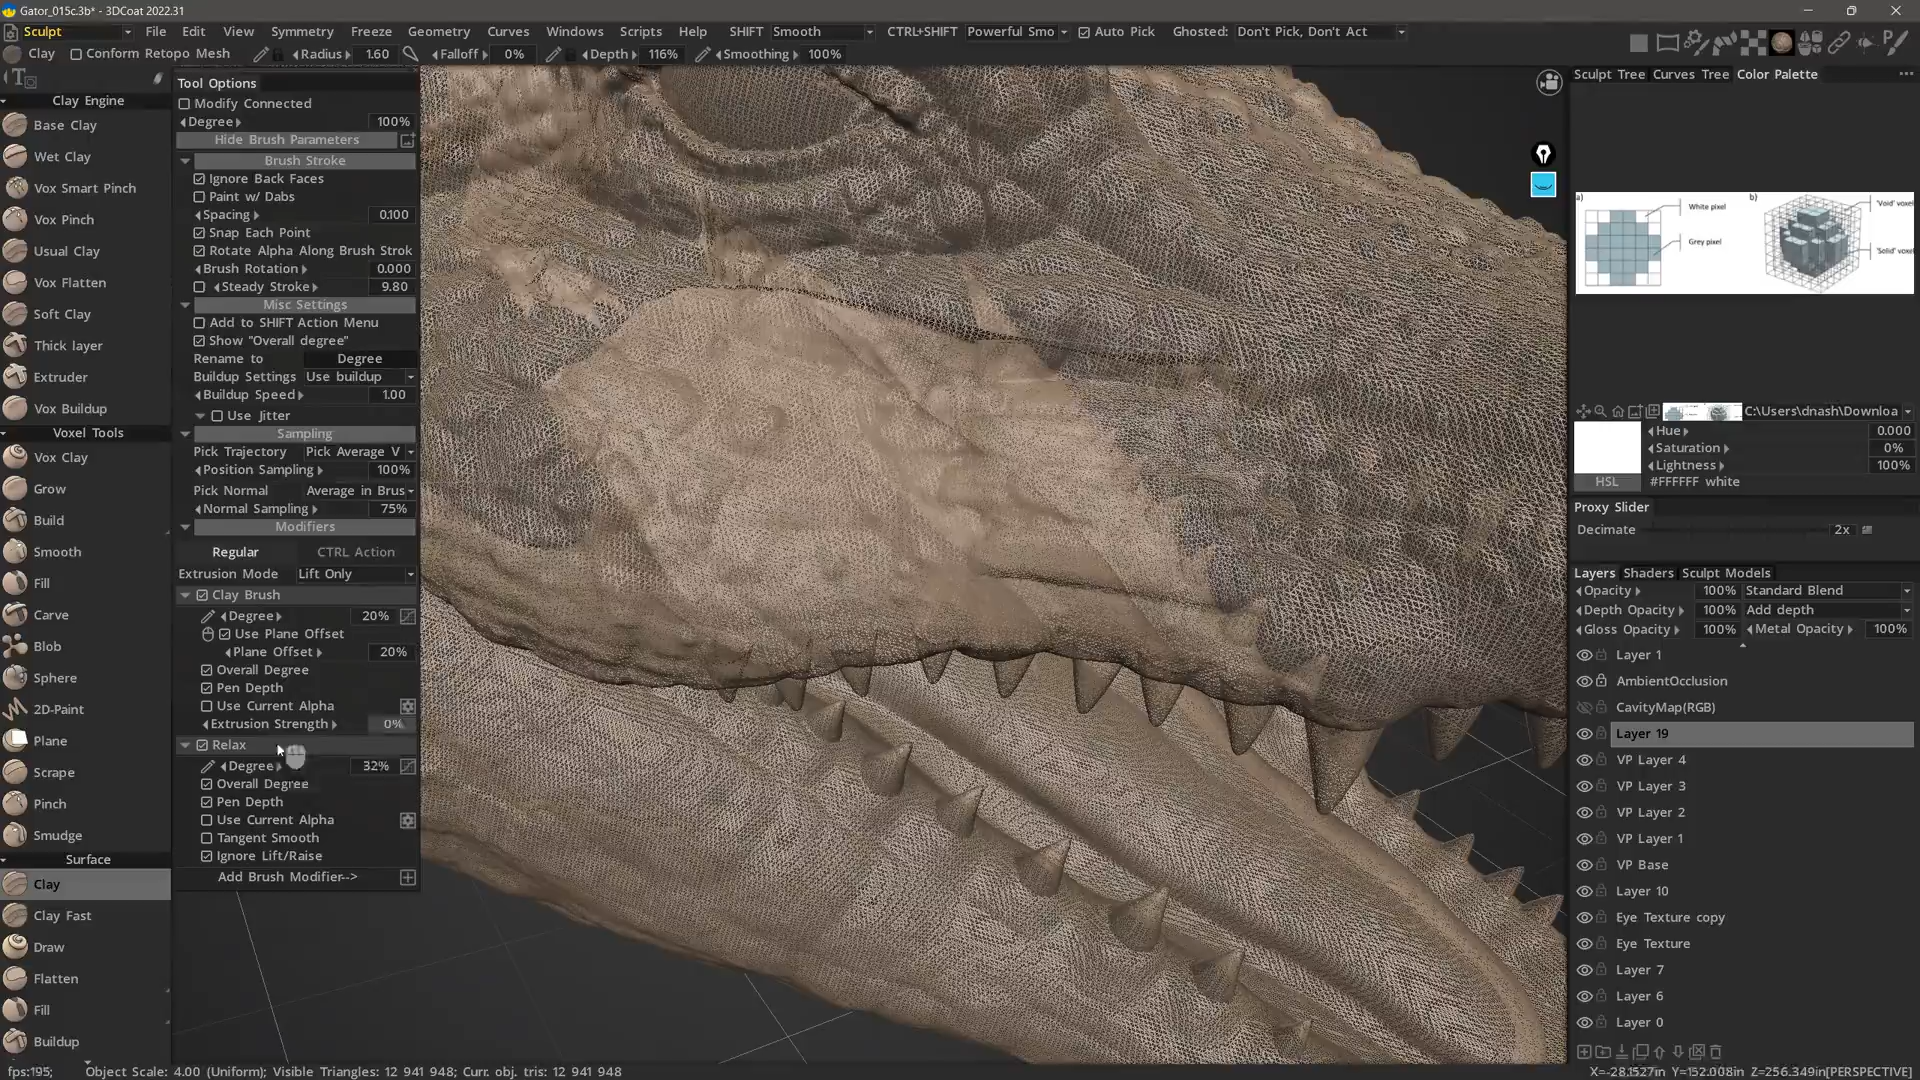 Gator_015c.3b* - 3DCoat 2022.31
Sculpt File Edit View Symmetry Freeze Geometry Curves Windows Scripts Help SHIFT Smooth CTRL+SHIFT Powerful Smo Auto Pick Ghosted: Don't Pick, Don't Act
Clay Conform Retopo Mesh Radius 1.60 Falloff 0% Depth 116% Smoothing 100%
Clay Engine
Base Clay
Wet Clay
Vox Smart Pinch
Vox Pinch
Usual Clay
Vox Flatten
Soft Clay
Thick layer
Extruder
Vox Buildup
Voxel Tools
Vox Clay
Grow
Build
Smooth
Fill
Carve
Blob
Sphere
2D-Paint
Plane
Scrape
Pinch
Smudge
Surface
Clay
Clay Fast
Draw
Flatten
Fill
Buildup
Tool Options
Modify Connected
Degree 100%
Hide Brush Parameters
Brush Stroke
Ignore Back Faces
Paint w/ Dabs
Spacing 0.100
Snap Each Point
Rotate Alpha Along Brush Strok
Brush Rotation 0.000
Steady Stroke 9.80
Misc Settings
Add to SHIFT Action Menu
Show "Overall degree"
Rename to Degree
Buildup Settings Use buildup
Buildup Speed 1.00
Use Jitter
Sampling
Pick Trajectory Pick Average V
Position Sampling 100%
Pick Normal Average in Brus
Normal Sampling 75%
Modifiers
Regular CTRL Action
Extrusion Mode Lift Only
Clay Brush
Degree 20%
Use Plane Offset
Plane Offset 20%
Overall Degree
Pen Depth
Use Current Alpha
Extrusion Strength 0%
Relax
Degree 32%
Overall Degree
Pen Depth
Use Current Alpha
Tangent Smooth
Ignore Lift/Raise
Add Brush Modifier-->
Sculpt Tree Curves Tree Color Palette
a) White pixel
Grey pixel
b) 'Void' voxel
'Solid' voxel
C:\Users\dnash\Downloa
Hue 0.000
Saturation 0%
Lightness 100%
HSL #FFFFFF white
Proxy Slider
Decimate 2x
Layers Shaders Sculpt Models
Opacity 100% Standard Blend
Depth Opacity 100% Add depth
Gloss Opacity 100% Metal Opacity 100%
Layer 1
AmbientOcclusion
CavityMap(RGB)
Layer 19
VP Layer 4
VP Layer 3
VP Layer 2
VP Layer 1
VP Base
Layer 10
Eye Texture copy
Eye Texture
Layer 7
Layer 6
Layer 0
fps:195; Object Scale: 4.00 (Uniform); Visible Triangles: 12 941 948; Curr. obj. tris: 12 941 948 X=-28.1527in Y=152.008in Z=256.349in[PERSPECTIVE]